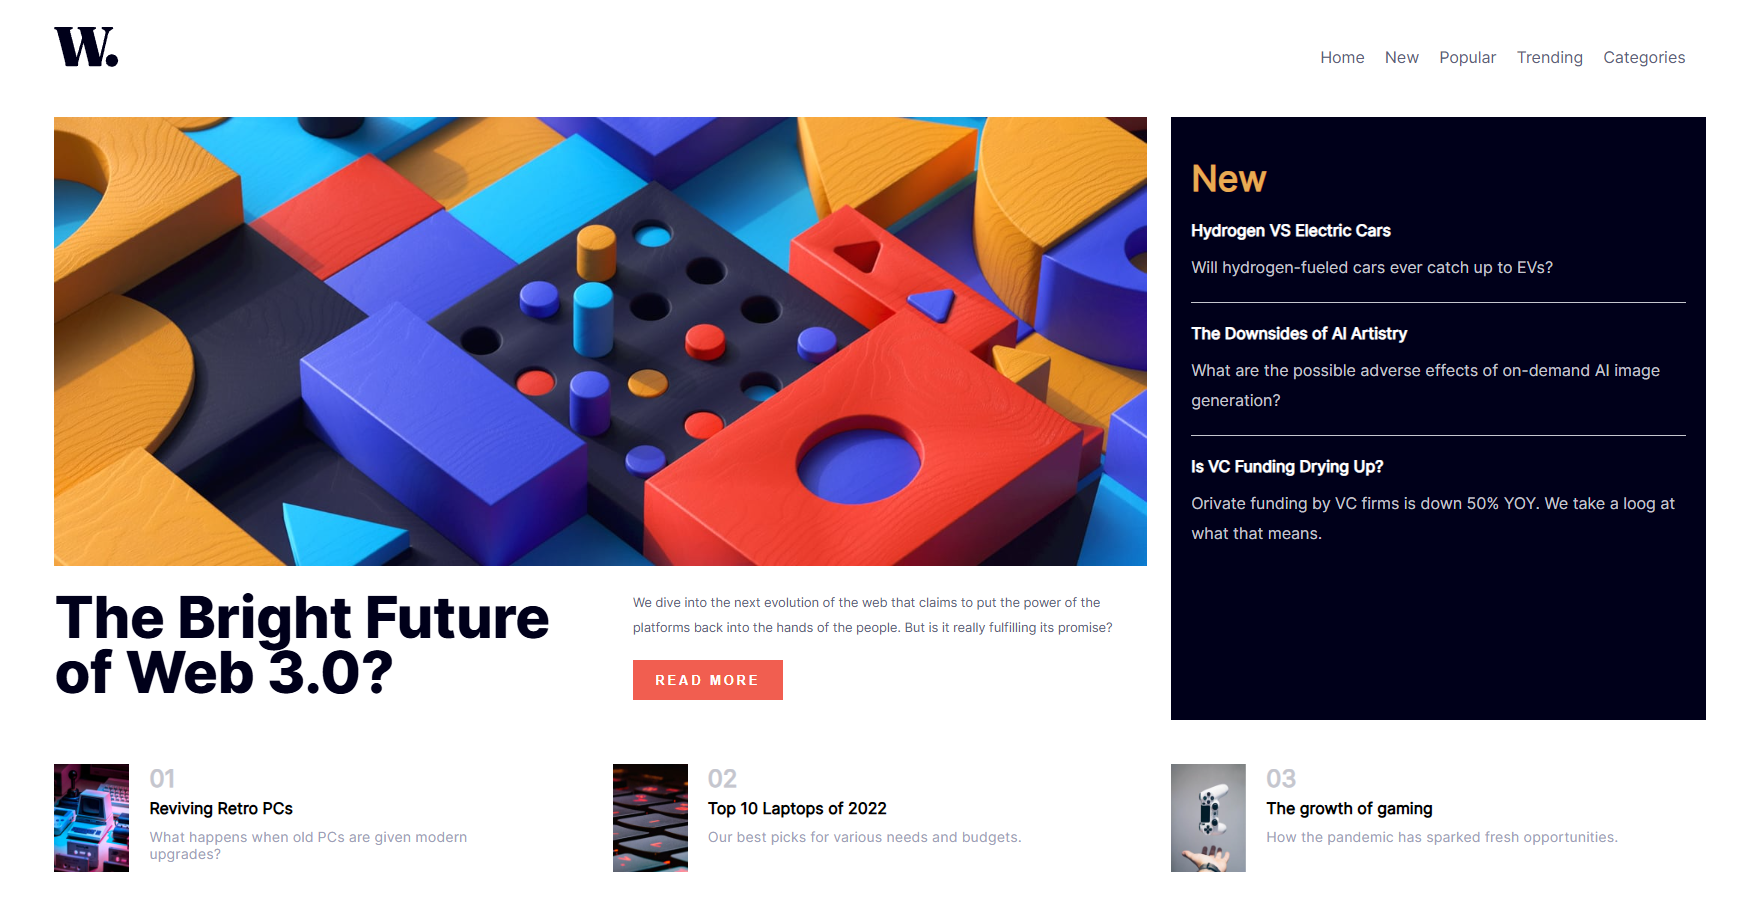 W.
Home New Popular Trending Categories
New
Hydrogen VS Electric Cars
Will hydrogen-fueled cars ever catch up to EVs?
The Downsides of AI Artistry
What are the possible adverse effects of on-demand AI image
generation?
Is VC Funding Drying Up?
Orivate funding by VC firms is down 50% YOY. We take a loog at
what that means.
The Bright Future
of Web 3.0?
We dive into the next evolution of the web that claims to put the power of the
platforms back into the hands of the people. But is it really fulfilling its promise?
READ MORE
01
Reviving Retro PCs
What happens when old PCs are given modern
upgrades?
02
Top 10 Laptops of 2022
Our best picks for various needs and budgets.
03
The growth of gaming
How the pandemic has sparked fresh opportunities.